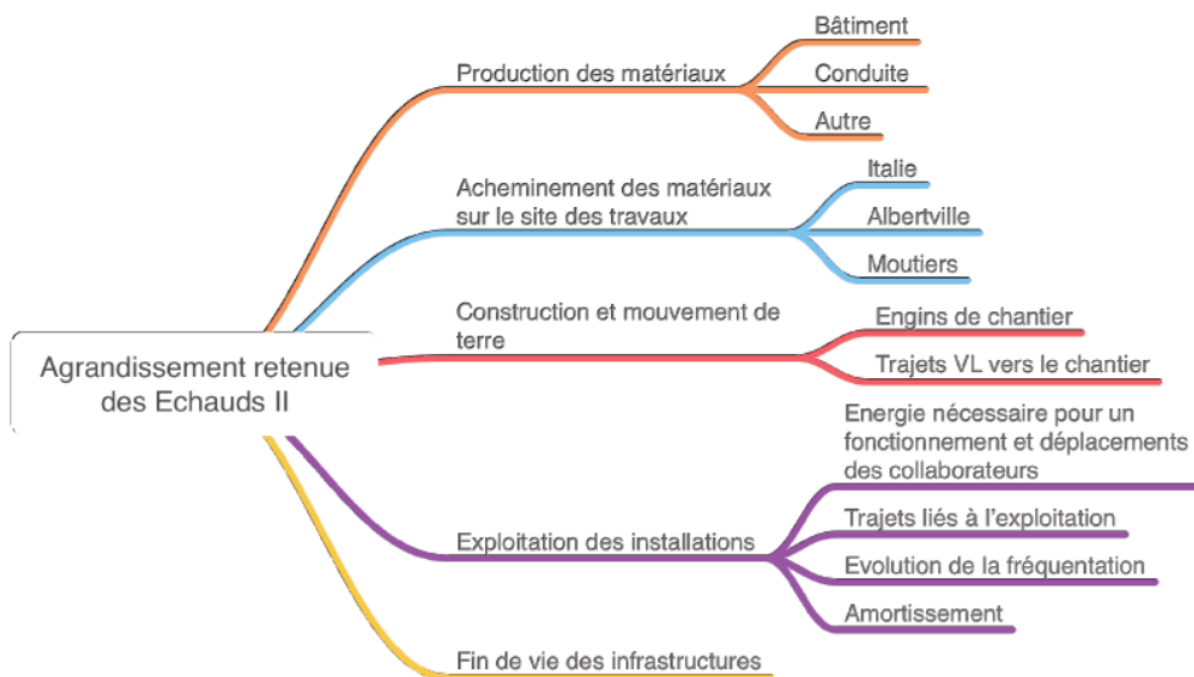 Bâtiment
Production des matériaux
Conduite
Autre
Italie
Acheminement des matériaux
sur le site des travaux
Albertville
Moutiers
Construction et mouvement de
terre
Engins de chantier
Trajets VL vers le chantier
Agrandissement retenue
des Echauds II
Energie nécessaire pour un
fonctionnement et déplacements
des collaborateurs
Exploitation des installations
Trajets liés à l'exploitation
Evolution de la fréquentation
Amortissement
Fin de vie des infrastructures